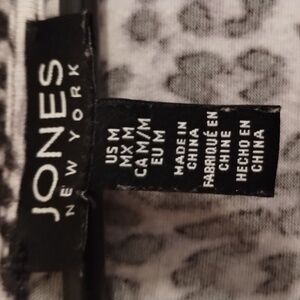 JONES
NEW YORK
US M
MX M
CA M/M
EU M
MADE IN
CHINA
FABRIQUÉ EN
CHINE
HECHO EN
CHINA